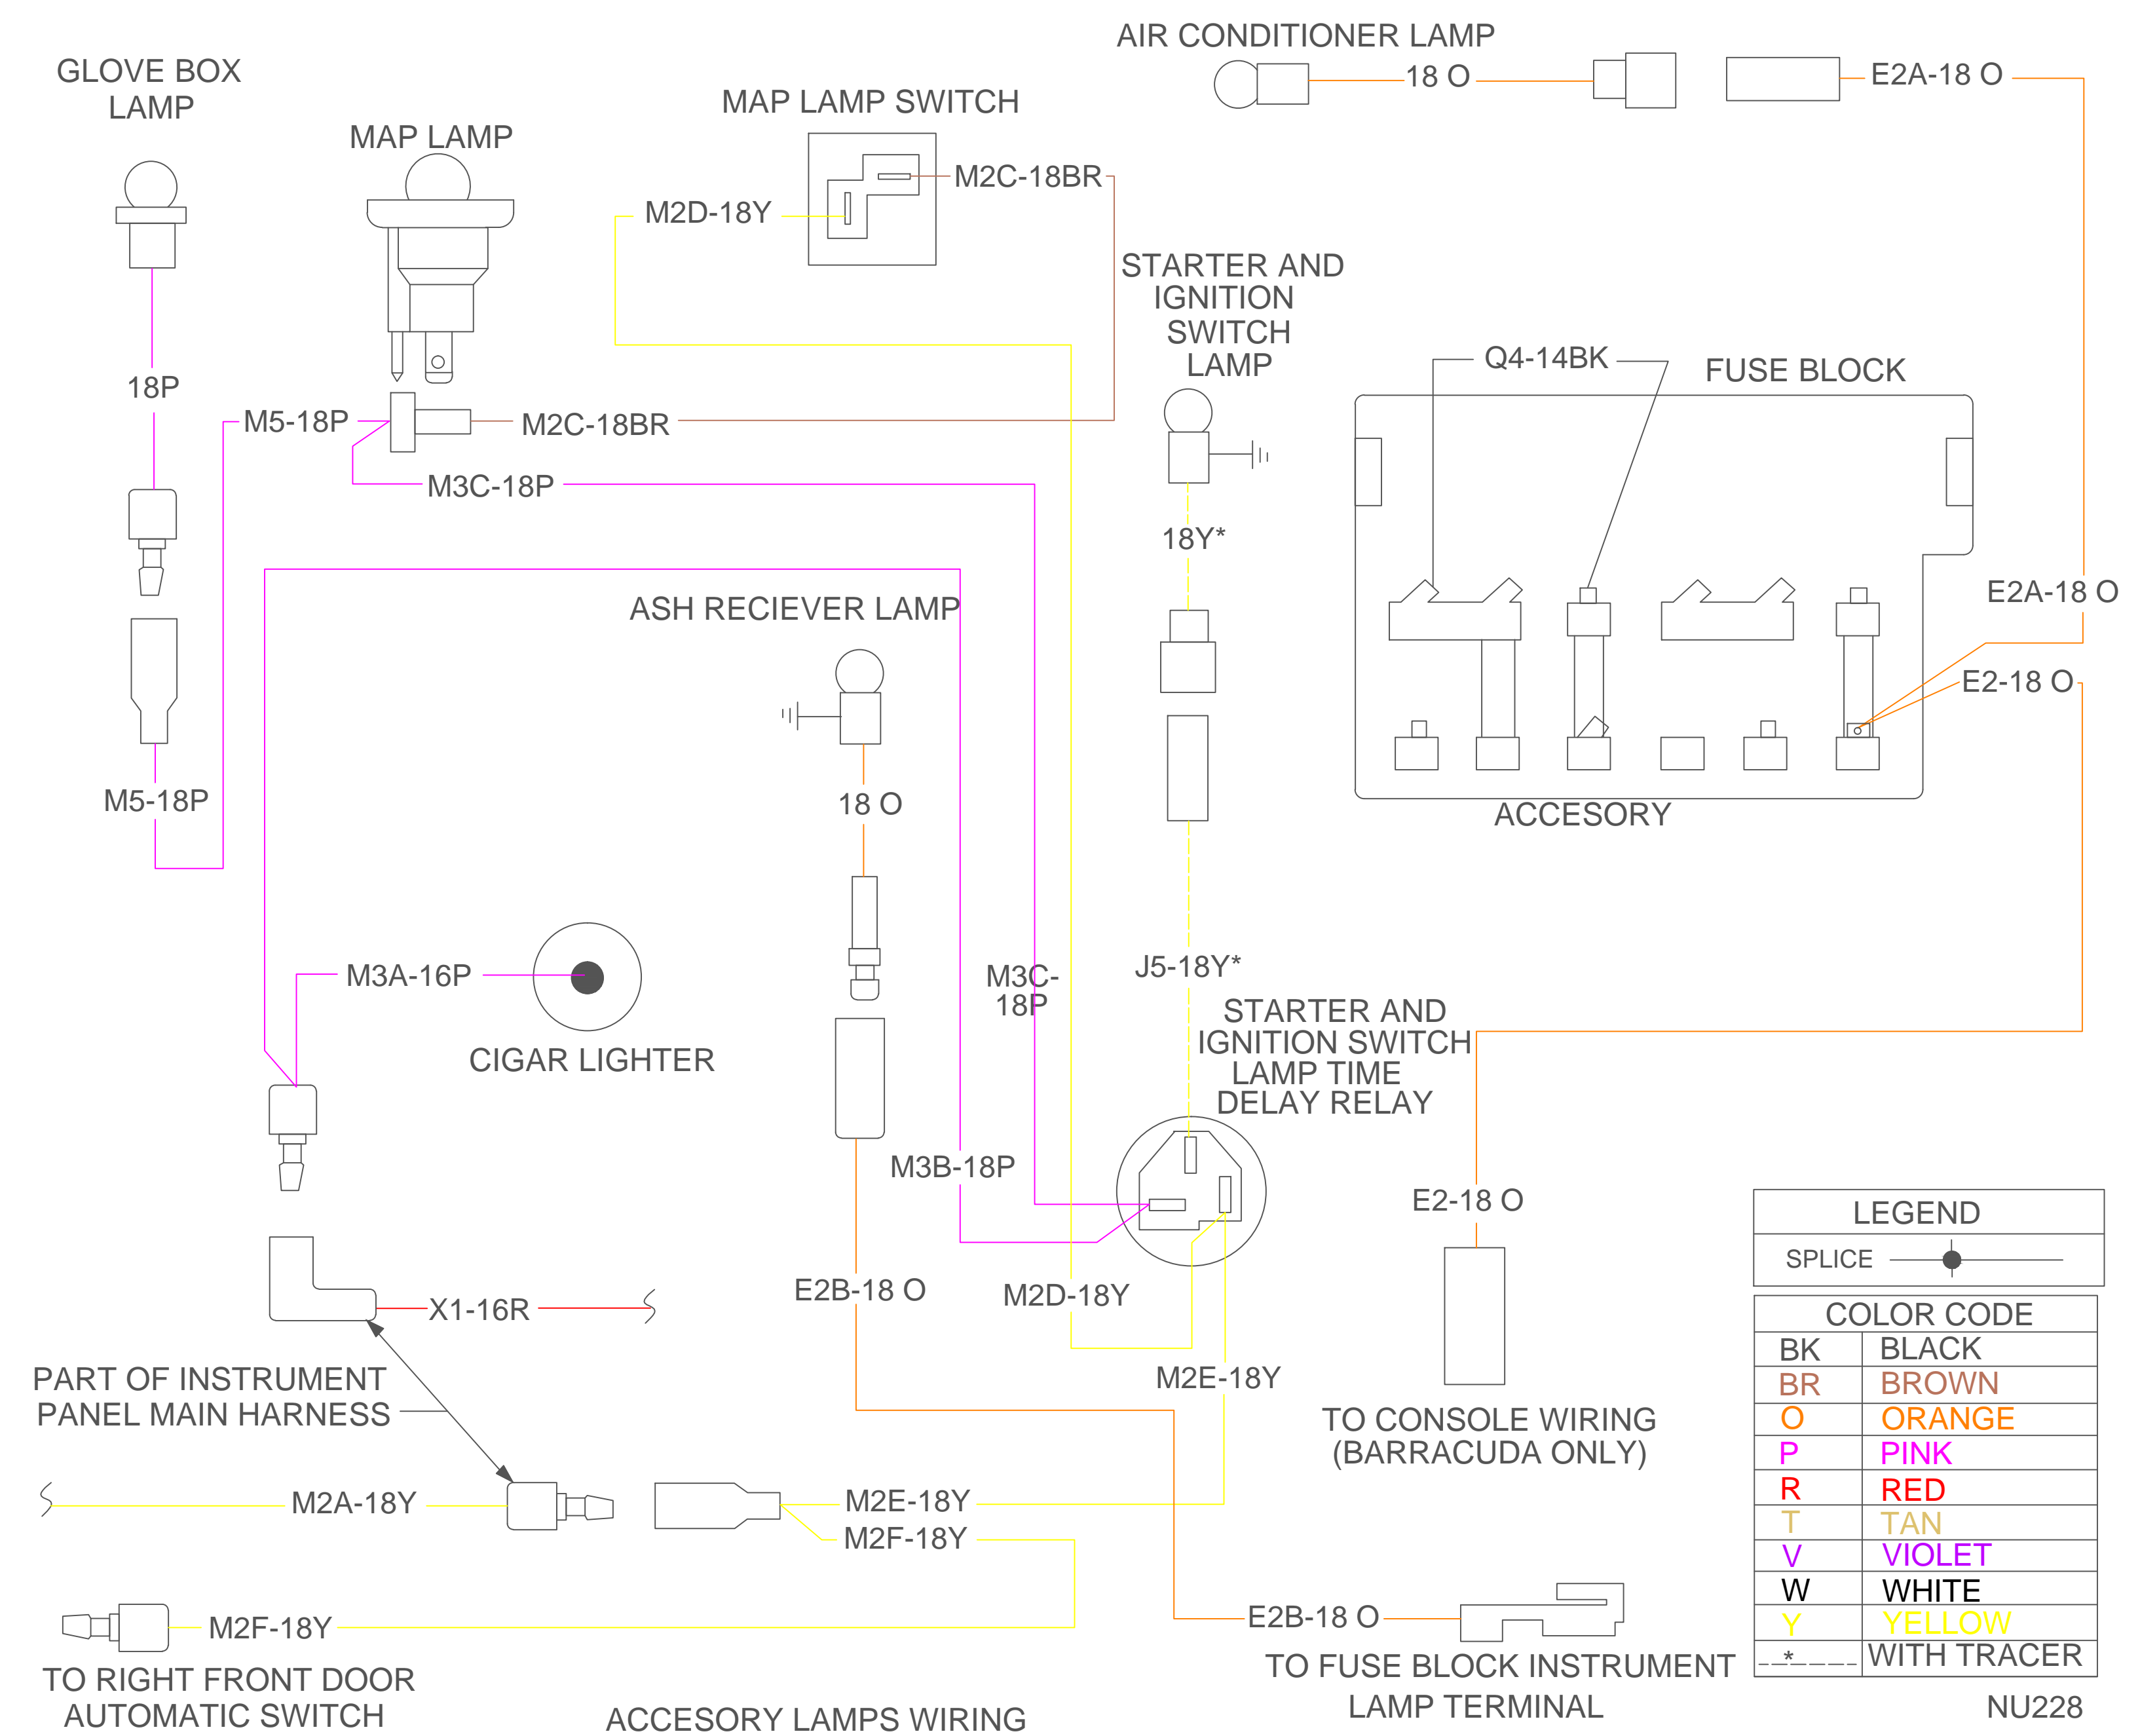 AIR CONDITIONER LAMP
18 O
E2A-18 O
GLOVE BOX
LAMP
MAP LAMP
MAP LAMP SWITCH
M2C-18BR
M2D-18Y
STARTER AND
IGNITION
SWITCH
LAMP
Q4-14BK
FUSE BLOCK
18P
M5-18P
M2C-18BR
M3C-18P
18Y*
E2A-18 O
ASH RECIEVER LAMP
E2-18 O
M5-18P
18 O
ACCESORY
M3A-16P
CIGAR LIGHTER
M3C-
18P
J5-18Y*
STARTER AND
IGNITION SWITCH
LAMP TIME
DELAY RELAY
M3B-18P
E2-18 O
E2B-18 O
M2D-18Y
X1-16R
M2E-18Y
PART OF INSTRUMENT
PANEL MAIN HARNESS
TO CONSOLE WIRING
(BARRACUDA ONLY)
M2A-18Y
M2E-18Y
M2F-18Y
M2F-18Y
E2B-18 O
TO RIGHT FRONT DOOR
AUTOMATIC SWITCH
TO FUSE BLOCK INSTRUMENT
LAMP TERMINAL
ACCESORY LAMPS WIRING
LEGEND
SPLICE
COLOR CODE
BK BLACK
BR BROWN
O ORANGE
P PINK
R RED
T TAN
V VIOLET
W WHITE
Y YELLOW
* WITH TRACER
NU228